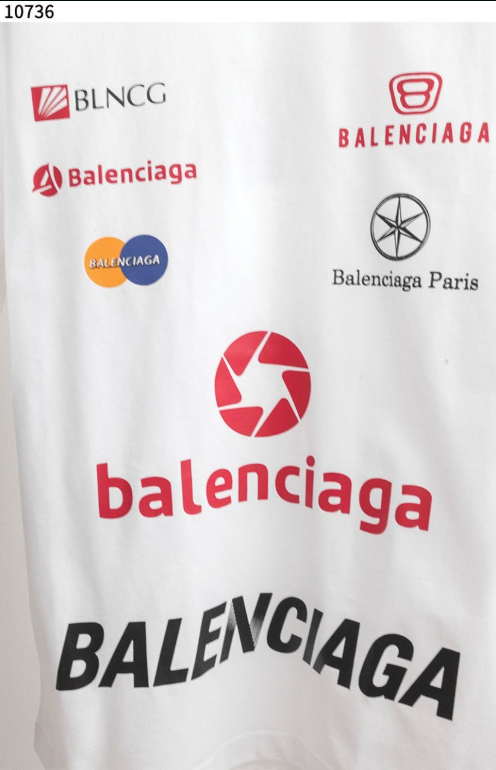 10736
BLNCG
BALENCIAGA
Balenciaga
BALENCIAGA
Balenciaga Paris
balenciaga
BALENCIAGA